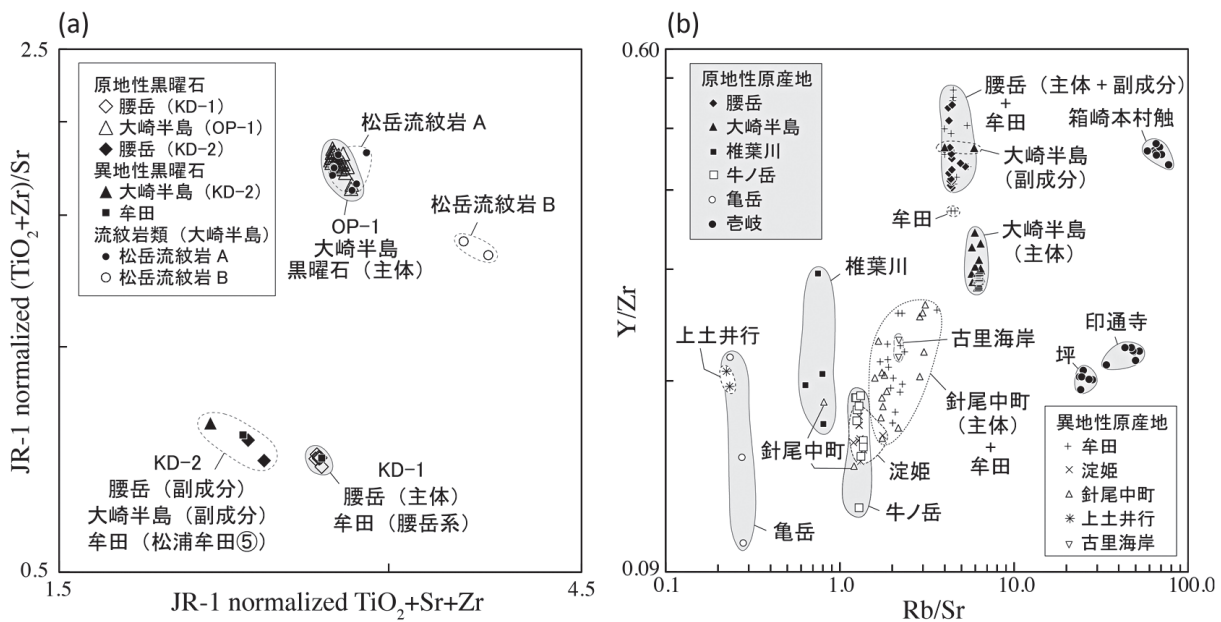 (a)
2.5
原地性黒曜石
腰岳（KD-1）
大崎半島（OP-1）
腰岳（KD-2）
異地性黒曜石
大崎半島（KD-2）
牟田
流紋岩類（大崎半島）
松岳流紋岩 A
松岳流紋岩 B
松岳流紋岩 A
松岳流紋岩 B
OP-1
大崎半島
黒曜石（主体）
KD-2
腰岳（副成分）
大崎半島（副成分）
牟田（松浦牟田⑤）
KD-1
腰岳（主体）
牟田（腰岳系）
JR-1 normalized (TiO₂+Zr)/Sr
0.5
1.5
4.5
JR-1 normalized TiO₂+Sr+Zr
(b)
0.60
原地性原産地
腰岳
大崎半島
椎葉川
牛ノ岳
亀岳
壱岐
腰岳（主体＋副成分）
+
牟田
箱崎本村触
大崎半島
（副成分）
牟田
大崎半島
（主体）
椎葉川
上土井行
古里海岸
印通寺
坪
針尾中町
（主体）
+
牟田
針尾中町
淀姫
牛ノ岳
亀岳
異地性原産地
牟田
淀姫
針尾中町
上土井行
古里海岸
Y/Zr
0.09
0.1
1.0
10.0
100.0
Rb/Sr